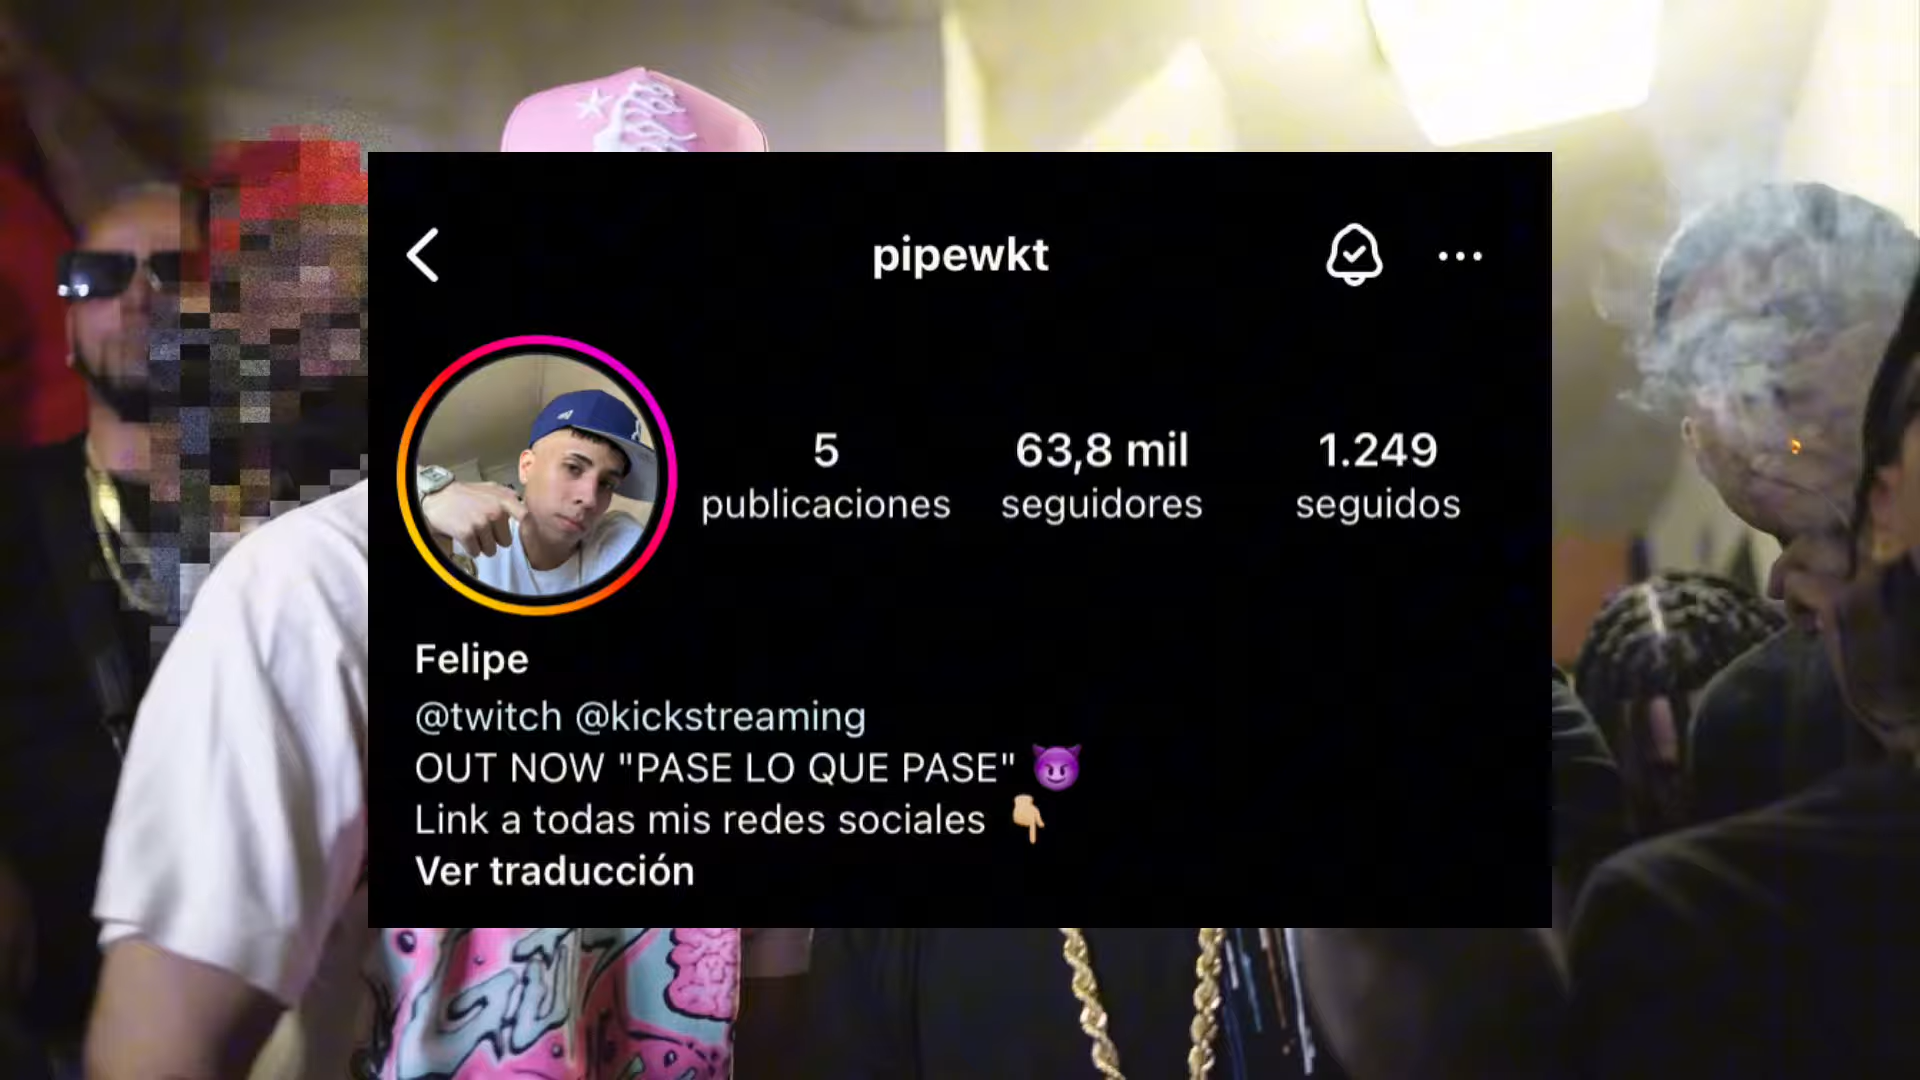 pipewkt
5
63,8 mil
1.249
publicaciones
seguidores
seguidos
Felipe
@twitch @kickstreaming
OUT NOW "PASE LO QUE PASE" 😈
Link a todas mis redes sociales 👇🏼
Ver traducción